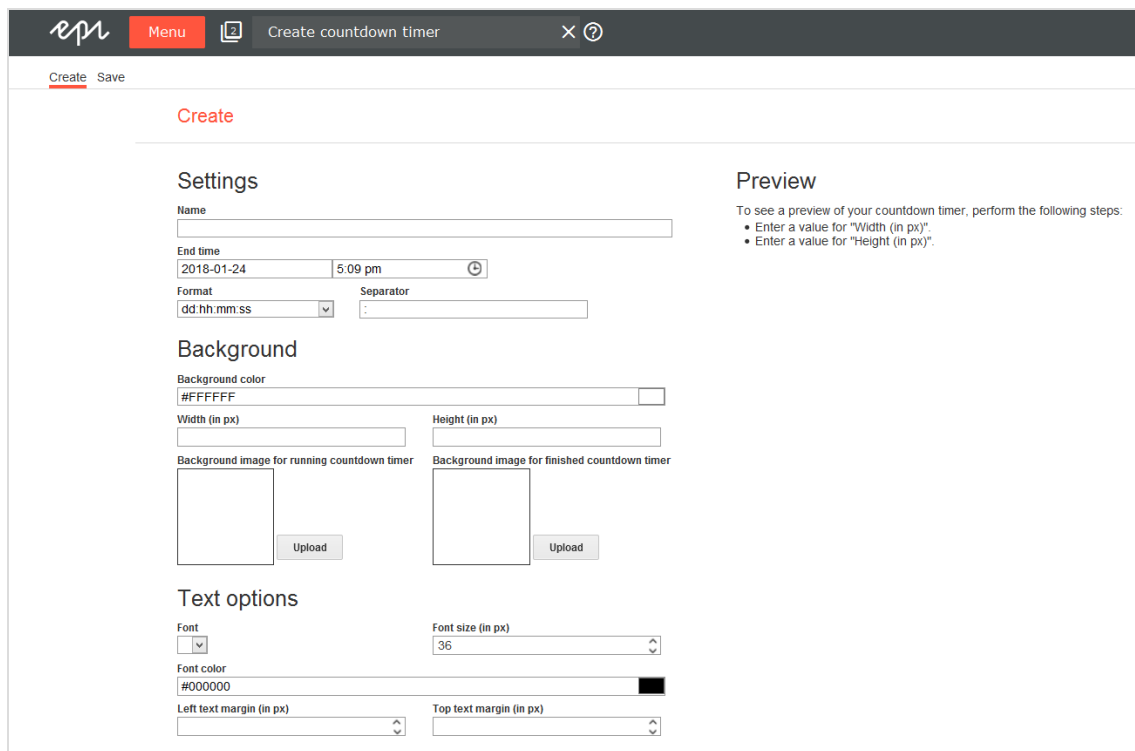 epi Menu 2 Create countdown timer
Create Save
Create
Settings
Name
End time
2018-01-24 5:09 pm
Format Separator
dd:hh:mm:ss :
Background
Background color
#FFFFFF
Width (in px) Height (in px)
Background image for running countdown timer Background image for finished countdown timer
Upload Upload
Text options
Font Font size (in px)
36
Font color
#000000
Left text margin (in px) Top text margin (in px)
Preview
To see a preview of your countdown timer, perform the following steps:
• Enter a value for "Width (in px)".
• Enter a value for "Height (in px)".